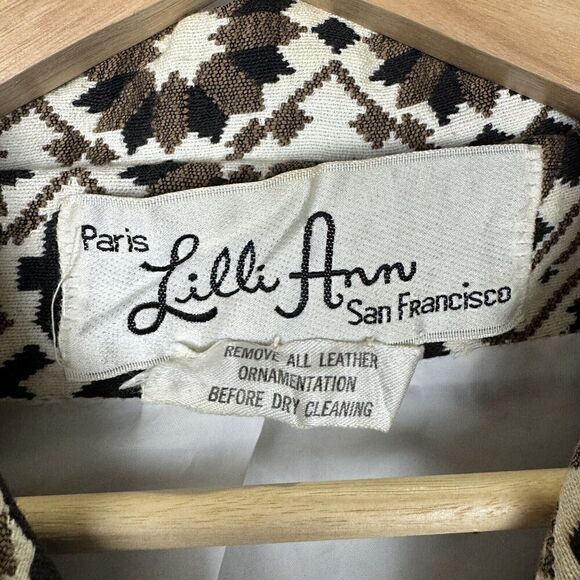 Paris
Lilli Ann
San Francisco
REMOVE ALL LEATHER
ORNAMENTATION
BEFORE DRY CLEANING